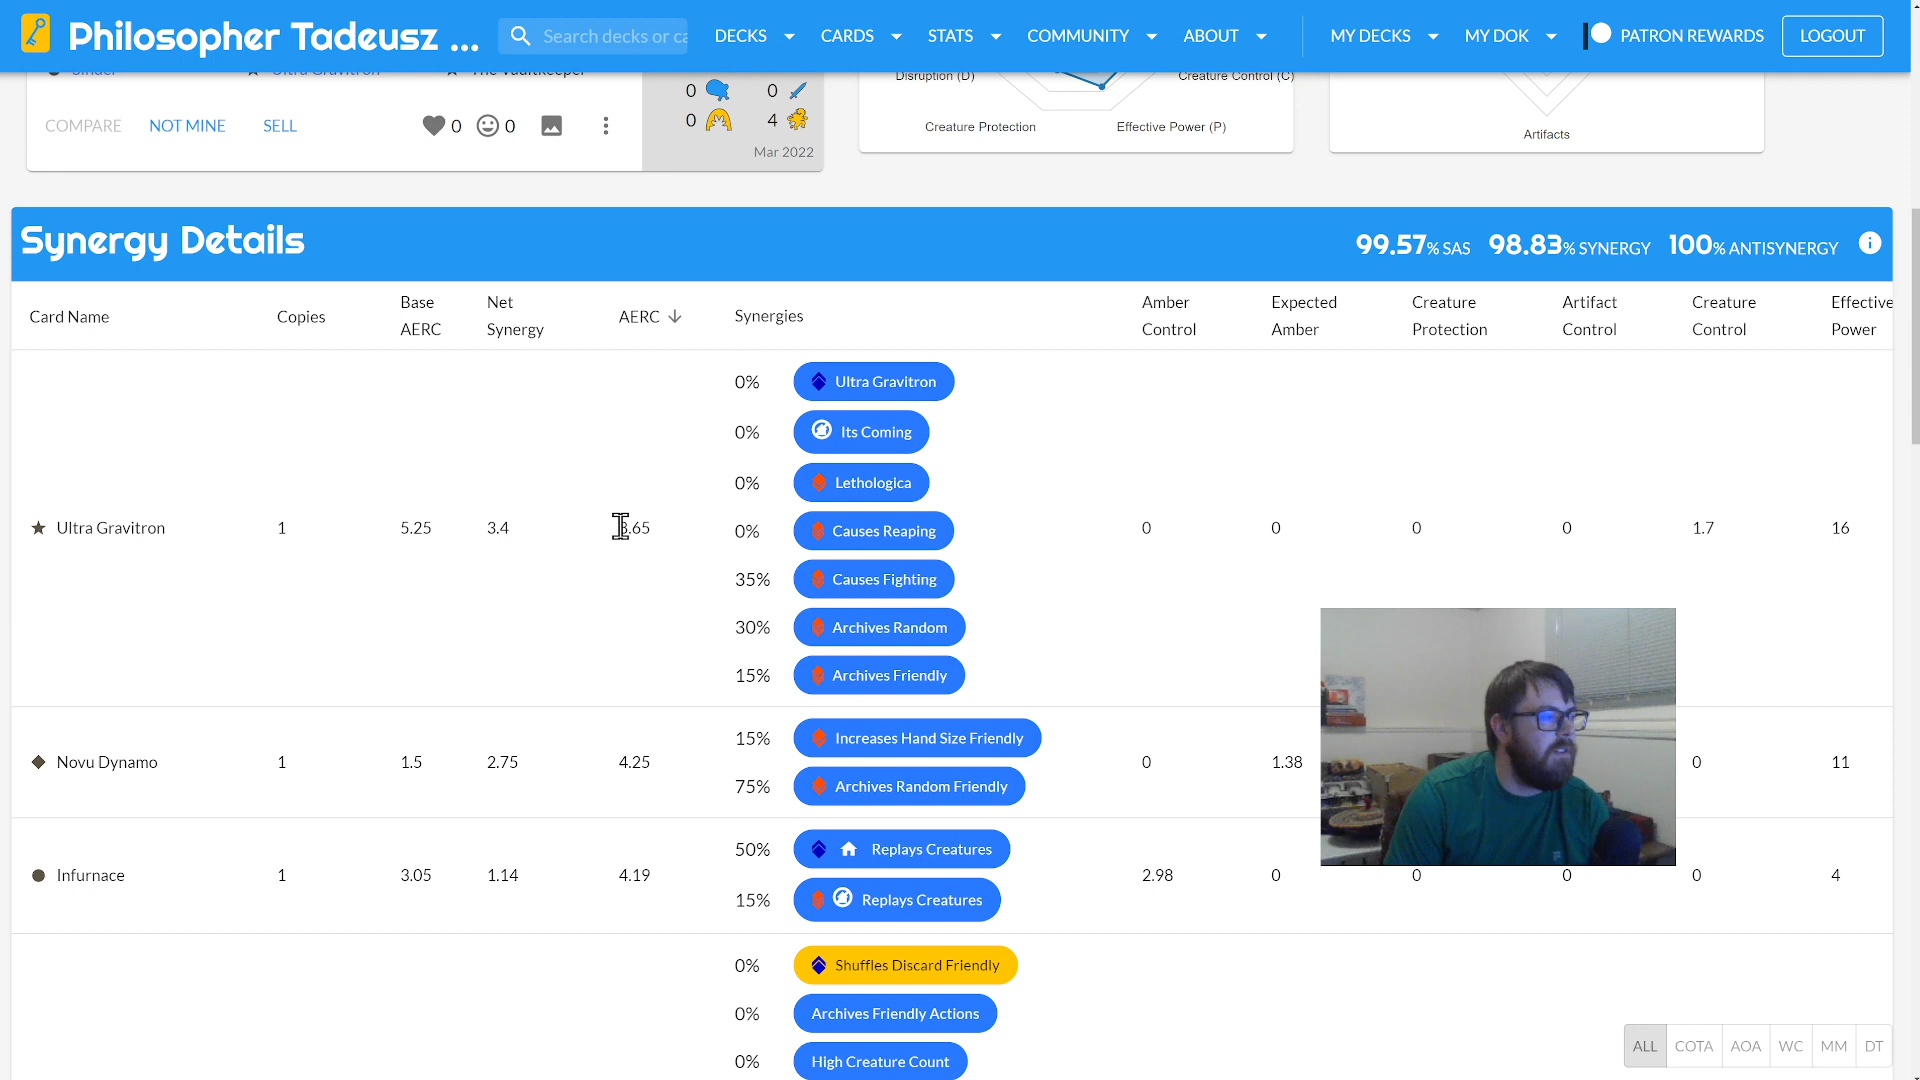 Philosopher Tadeusz ...
Search decks or ca
DECKS CARDS STATS COMMUNITY ABOUT MY DECKS MY DOK PATRON REWARDS LOGOUT
Disruption (D)
Creature Control (C)
0 0
COMPARE NOT MINE SELL 0 0
0 4
Creature Protection
Effective Power (P)
Artifacts
Mar 2022
Synergy Details
99.57% SAS 98.83% SYNERGY 100% ANTISYNERGY
Card Name
Copies
Base AERC
Net Synergy
AERC
Synergies
Amber Control
Expected Amber
Creature Protection
Artifact Control
Creature Control
Effective Power
0% Ultra Gravitron
0% Its Coming
0% Lethologica
Ultra Gravitron 1 5.25 3.4 .65
0% Causes Reaping
0 0 0 0 1.7 16
35% Causes Fighting
30% Archives Random
15% Archives Friendly
15% Increases Hand Size Friendly
Novu Dynamo 1 1.5 2.75 4.25
0 1.38 0 11
75% Archives Random Friendly
50% Replays Creatures
Infurnace 1 3.05 1.14 4.19
2.98 0 0 0 0 4
15% Replays Creatures
0% Shuffles Discard Friendly
0% Archives Friendly Actions
0% High Creature Count
ALL COTA AOA WC MM DT